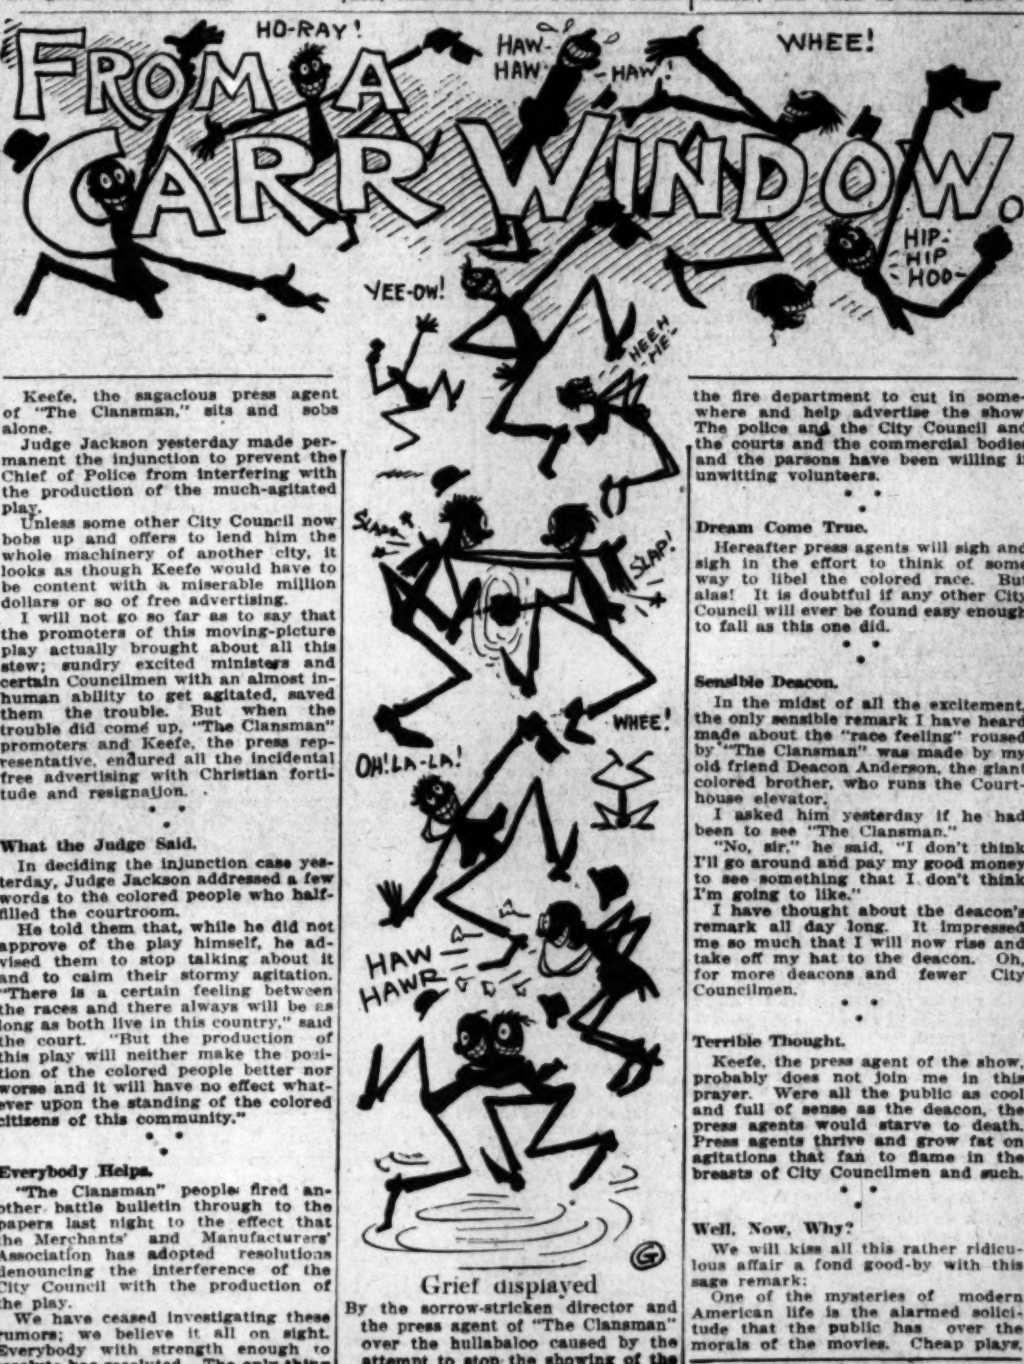 HO-RAY!
HAW-
HAW
-HAW!
WHEE!
FROM A
CARR WINDOW.
HIP-
HIP
HOO-
YEE-OW!
HEEH
HE-
Keefe, the sagacious press agent
of "The Clansman," sits and sobs
alone.
Judge Jackson yesterday made per-
manent the injunction to prevent the
Chief of Police from interfering with
the production of the much-agitated
play.
Unless some other City Council now
bobs up and offers to lend him the
whole machinery of another city, it
looks as though Keefe would have to
be content with a miserable million
dollars or so of free advertising.
I will not go so far as to say that
the promoters of this moving-picture
play actually brought about all this
stew; sundry excited ministers and
certain Councilmen with an almost in-
human ability to get agitated, saved
them the trouble. But when the
trouble did come up, "The Clansman"
promoters and Keefe, the press rep-
resentative, endured all the incidental
free advertising with Christian forti-
tude and resignation.
What the Judge Said.
In deciding the injunction case yes-
terday, Judge Jackson addressed a few
words to the colored people who half-
filled the courtroom.
He told them that, while he did not
approve of the play himself, he ad-
vised them to stop talking about it
and to calm their stormy agitation.
"There is a certain feeling between
the races and there always will be as
long as both live in this country," said
the court. "But the production of
this play will neither make the posi-
tion of the colored people better nor
worse and it will have no effect what-
ever upon the standing of the colored
citizens of this community."
Everybody Helps.
"The Clansman" people fired an-
other battle bulletin through to the
papers last night to the effect that
the Merchants' and Manufacturers'
Association has adopted resolutions
denouncing the interference of the
City Council with the production of
the play.
We have ceased investigating these
rumors; we believe it all on sight.
Everybody with strength enough to
SLAP!
SLAP!
OH! LA-LA!
WHEE!
HAW
HAWR
G
Grief displayed
By the sorrow-stricken director and
the press agent of "The Clansman"
over the hullabaloo caused by the
attempt to stop the showing of the
the fire department to cut in some-
where and help advertise the show
The police and the City Council and
the courts and the commercial bodies
and the parsons have been willing if
unwitting volunteers.
Dream Come True.
Hereafter press agents will sigh and
sigh in the effort to think of some
way to libel the colored race. But
alas! It is doubtful if any other City
Council will ever be found easy enough
to fall as this one did.
Sensible Deacon.
In the midst of all the excitement,
the only sensible remark I have heard
made about the "race feeling" roused
by "The Clansman" was made by my
old friend Deacon Anderson, the giant
colored brother, who runs the Court-
house elevator.
I asked him yesterday if he had
been to see "The Clansman."
"No, sir," he said, "I don't think
I'll go around and pay my good money
to see something that I don't think
I'm going to like."
I have thought about the deacon's
remark all day long. It impressed
me so much that I will now rise and
take off my hat to the deacon. Oh,
for more deacons and fewer City
Councilmen.
Terrible Thought.
Keefe, the press agent of the show,
probably does not join me in this
prayer. Were all the public as cool
and full of sense as the deacon, the
press agents would starve to death.
Press agents thrive and grow fat on
agitations that fan to flame in the
breasts of City Councilmen and such.
Well, Now, Why?
We will kiss all this rather ridicu-
lous affair a fond good-by with this
sage remark:
One of the mysteries of modern
American life is the alarmed solici-
tude that the public has over the
morals of the movies. Cheap plays,